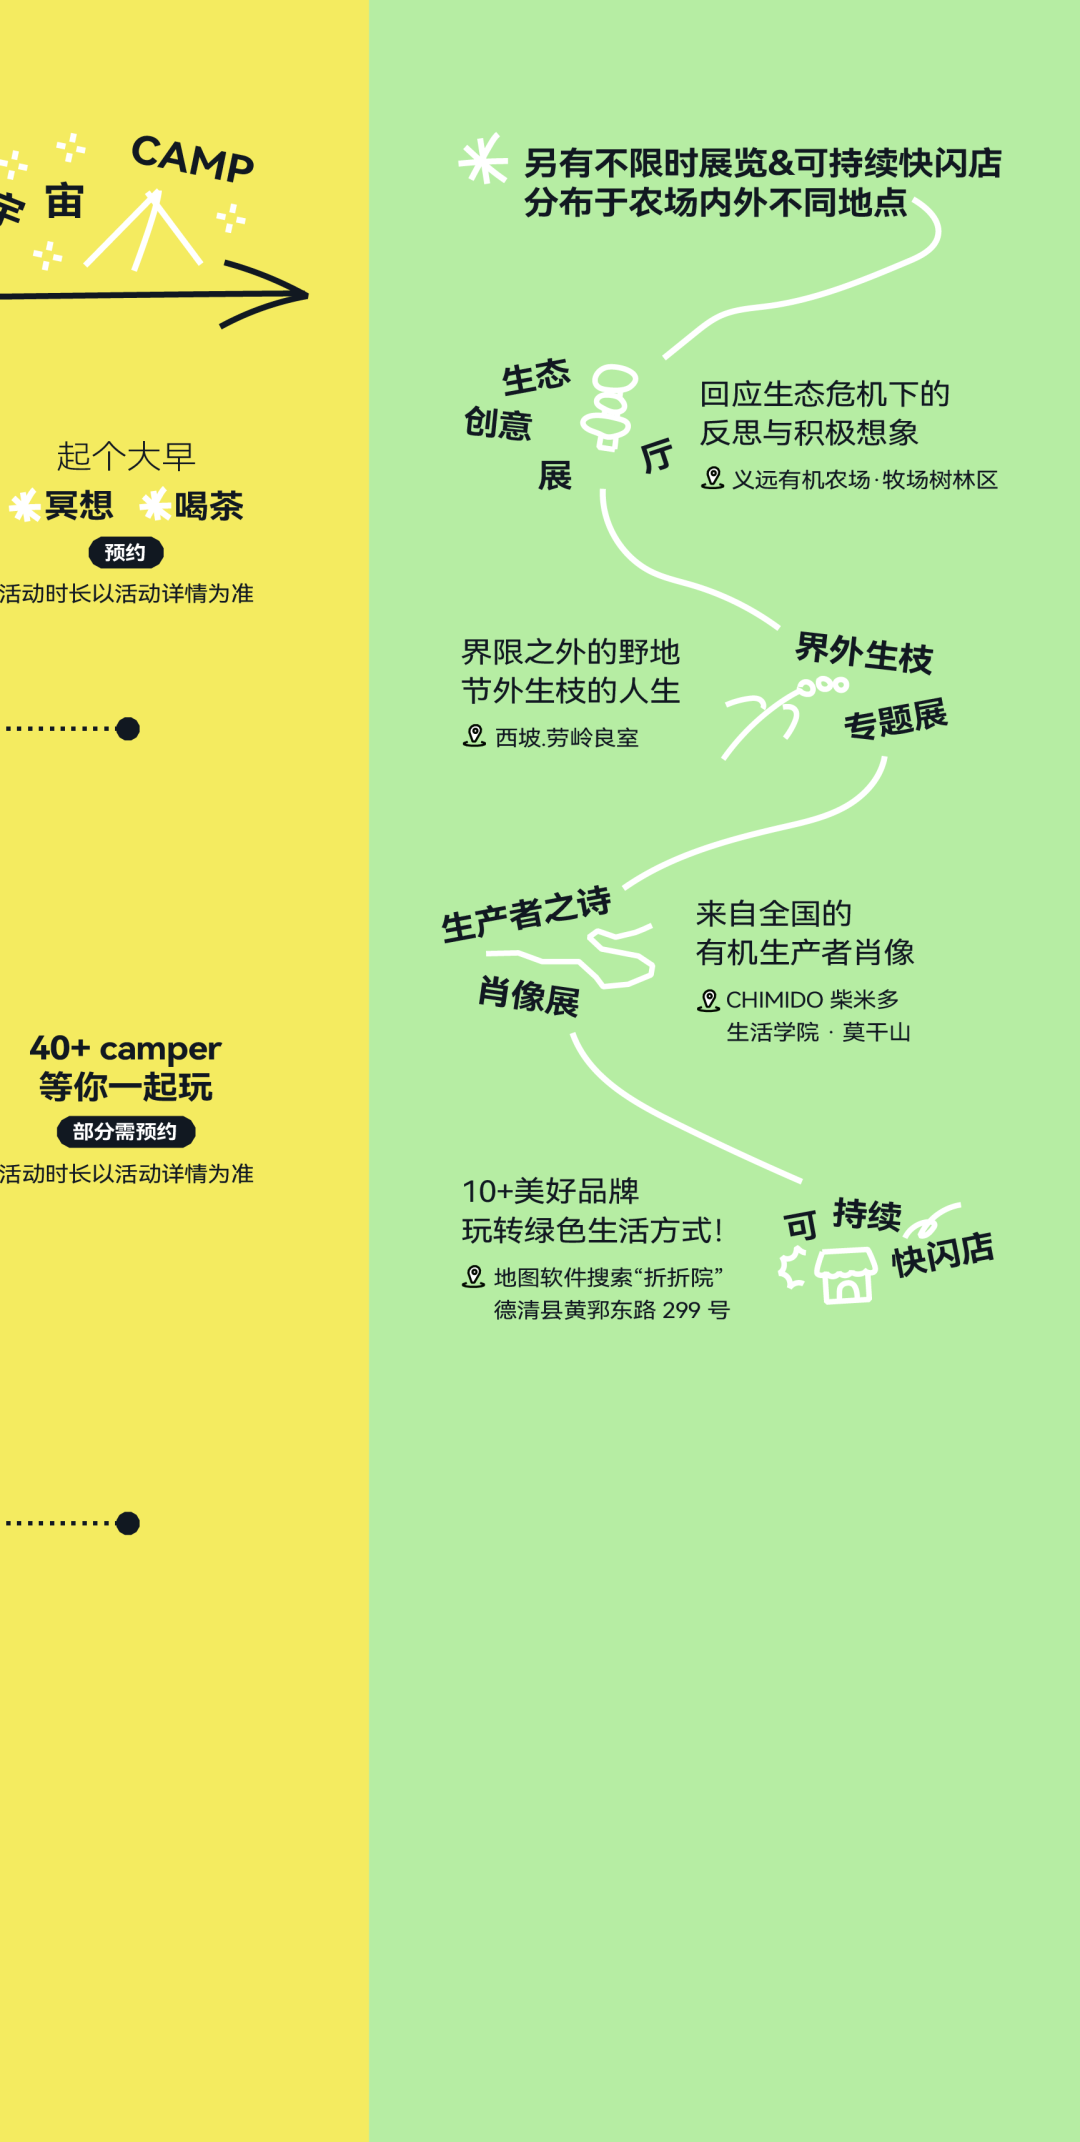 宇宙
CAMP
起个大早
冥想 喝茶
预约
活动时长以活动详情为准
40+ camper
等你一起玩
部分需预约
活动时长以活动详情为准
另有不限时展览&可持续快闪店
分布于农场内外不同地点
生态
创意
展厅
回应生态危机下的
反思与积极想象
义远有机农场·牧场树林区
界限之外的野地
节外生枝的人生
西坡.劳岭良室
界外生枝
专题展
生产者之诗
肖像展
来自全国的
有机生产者肖像
CHIMIDO 柴米多
生活学院 · 莫干山
10+美好品牌
玩转绿色生活方式！
地图软件搜索“折折院”
德清县黄郛东路 299 号
可持续
快闪店